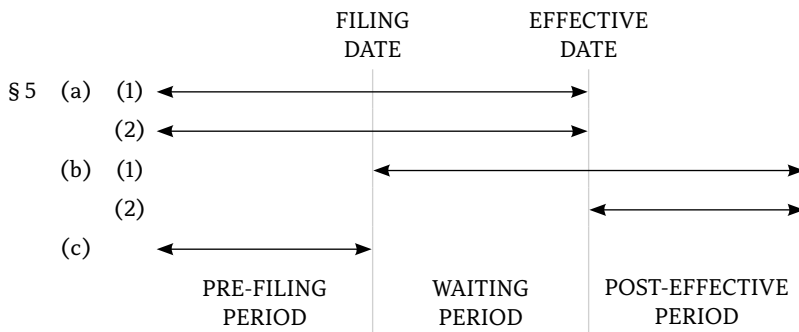 FILING EFFECTIVE
DATE DATE
§ 5 (a) (1)
(2)
(b) (1)
(2)
(c)
PRE-FILING WAITING POST-EFFECTIVE
PERIOD PERIOD PERIOD